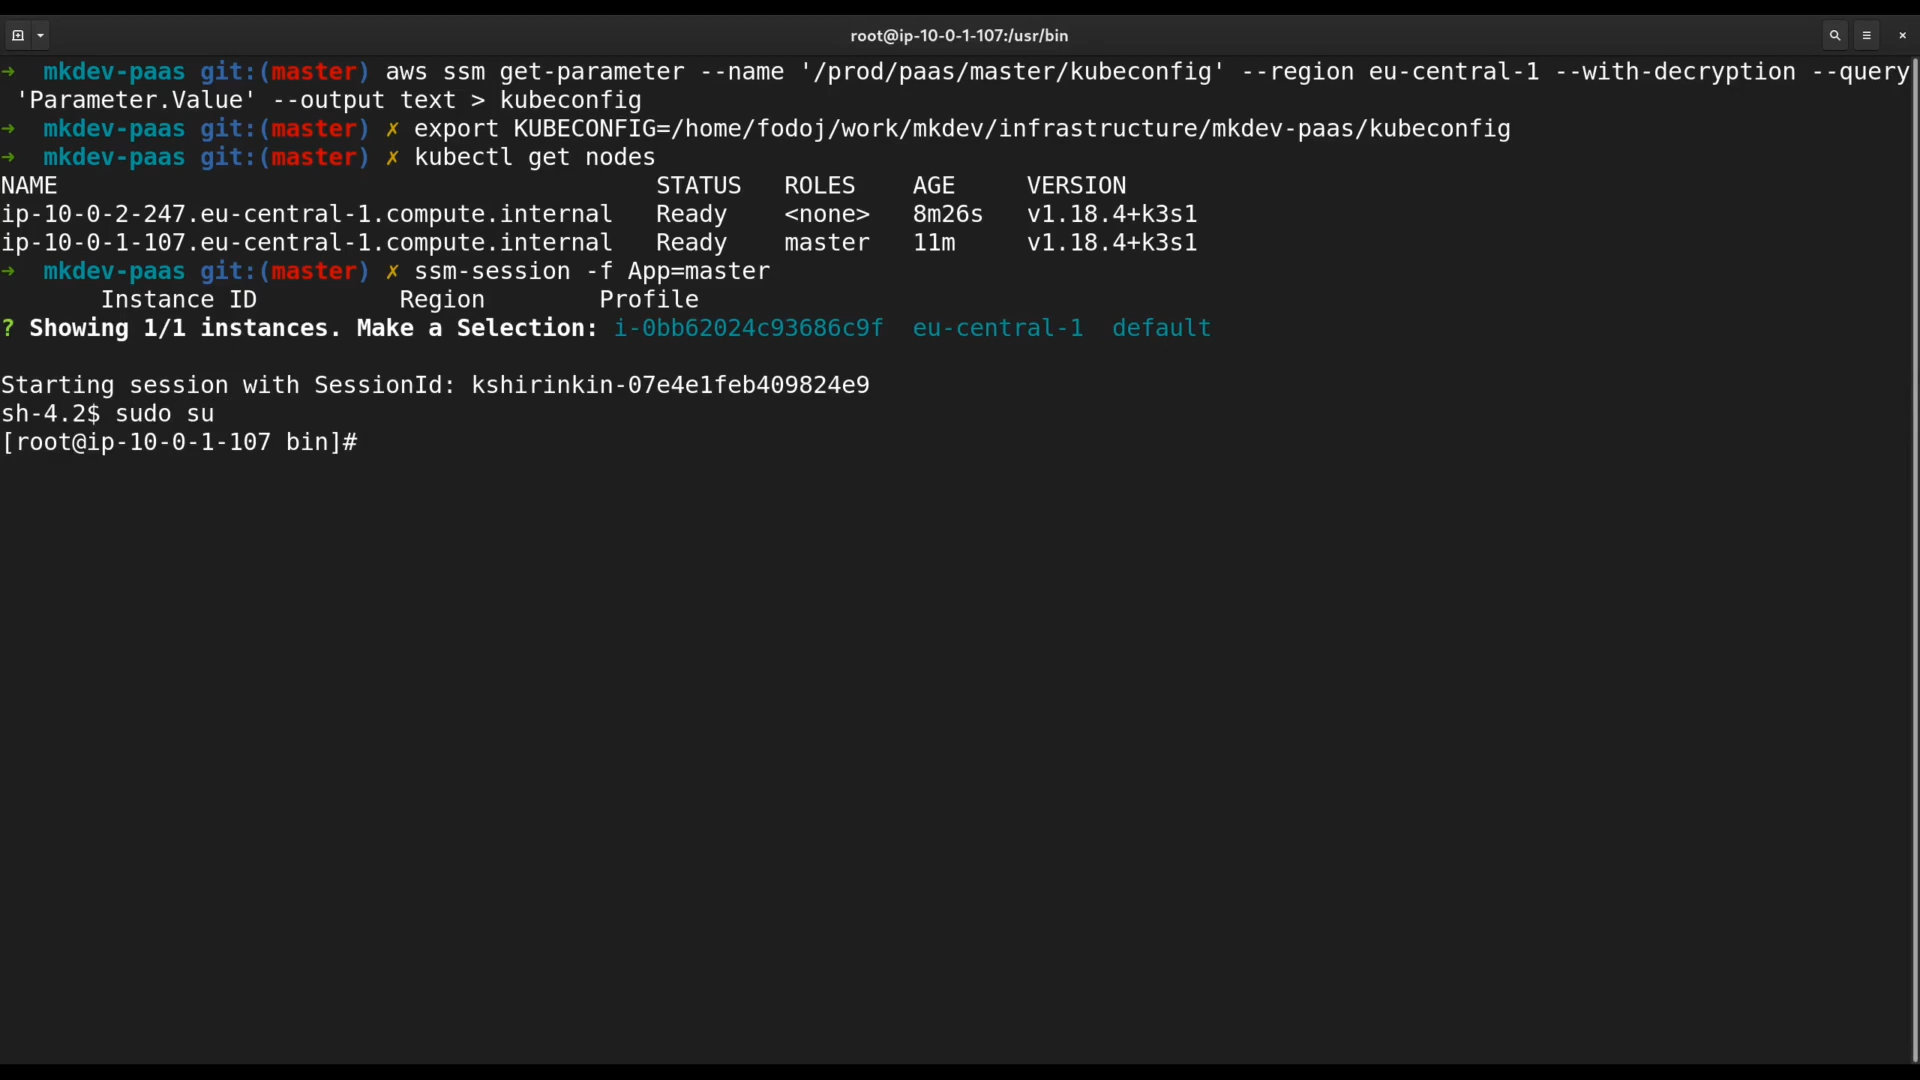 root@ip-10-0-1-107:/usr/bin
→ mkdev-paas git:(master) aws ssm get-parameter --name '/prod/paas/master/kubeconfig' --region eu-central-1 --with-decryption --query
'Parameter.Value' --output text > kubeconfig
→ mkdev-paas git:(master) ✗ export KUBECONFIG=/home/fodoj/work/mkdev/infrastructure/mkdev-paas/kubeconfig
→ mkdev-paas git:(master) ✗ kubectl get nodes
NAME STATUS ROLES AGE VERSION
ip-10-0-2-247.eu-central-1.compute.internal Ready <none> 8m26s v1.18.4+k3s1
ip-10-0-1-107.eu-central-1.compute.internal Ready master 11m v1.18.4+k3s1
→ mkdev-paas git:(master) ✗ ssm-session -f App=master
Instance ID Region Profile
? Showing 1/1 instances. Make a Selection: i-0bb62024c93686c9f eu-central-1 default
Starting session with SessionId: kshirinkin-07e4e1feb409824e9
sh-4.2$ sudo su
[root@ip-10-0-1-107 bin]#